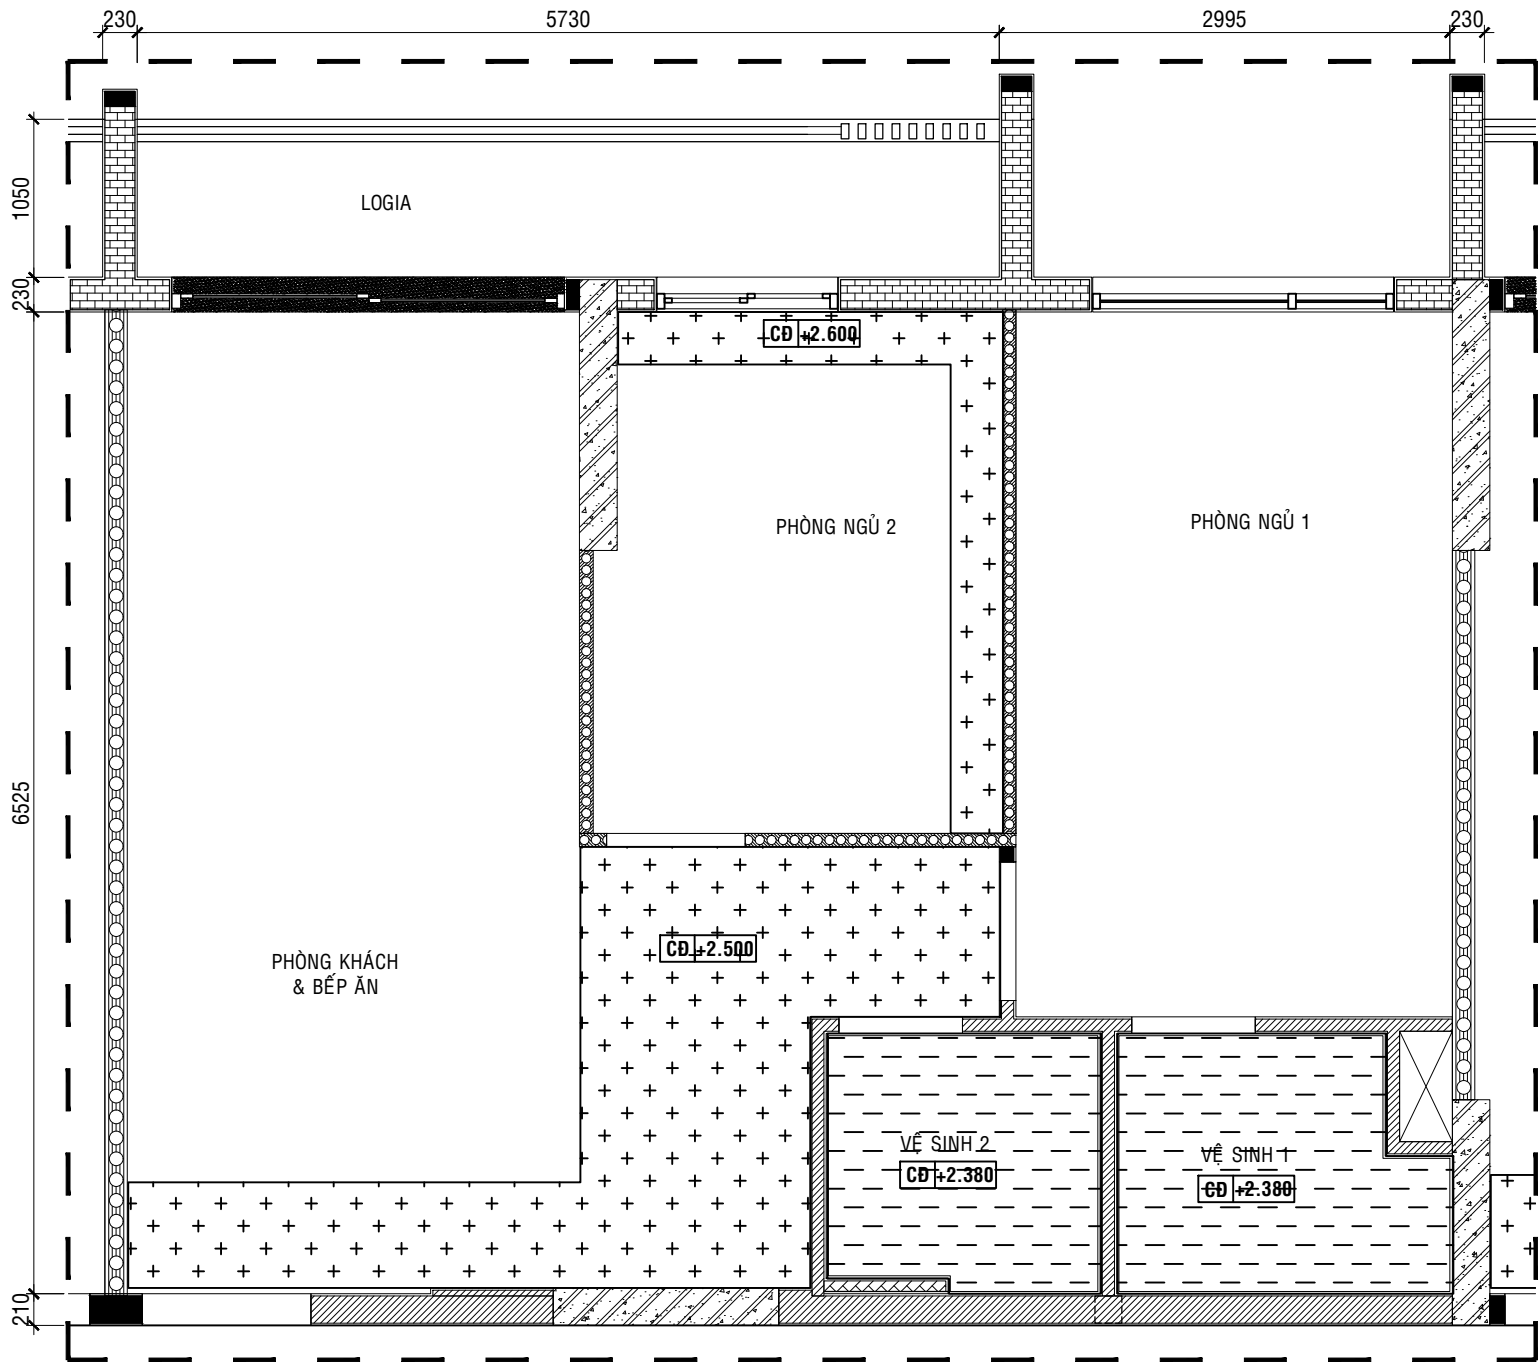 230
5730
2995
230
1050
LOGIA
230
CĐ +2.600
PHÒNG NGỦ 2
PHÒNG NGỦ 1
6525
CĐ +2.500
PHÒNG KHÁCH
& BẾP ĂN
VỆ SINH 2
CĐ +2.380
VỆ SINH 1
CĐ +2.380
210